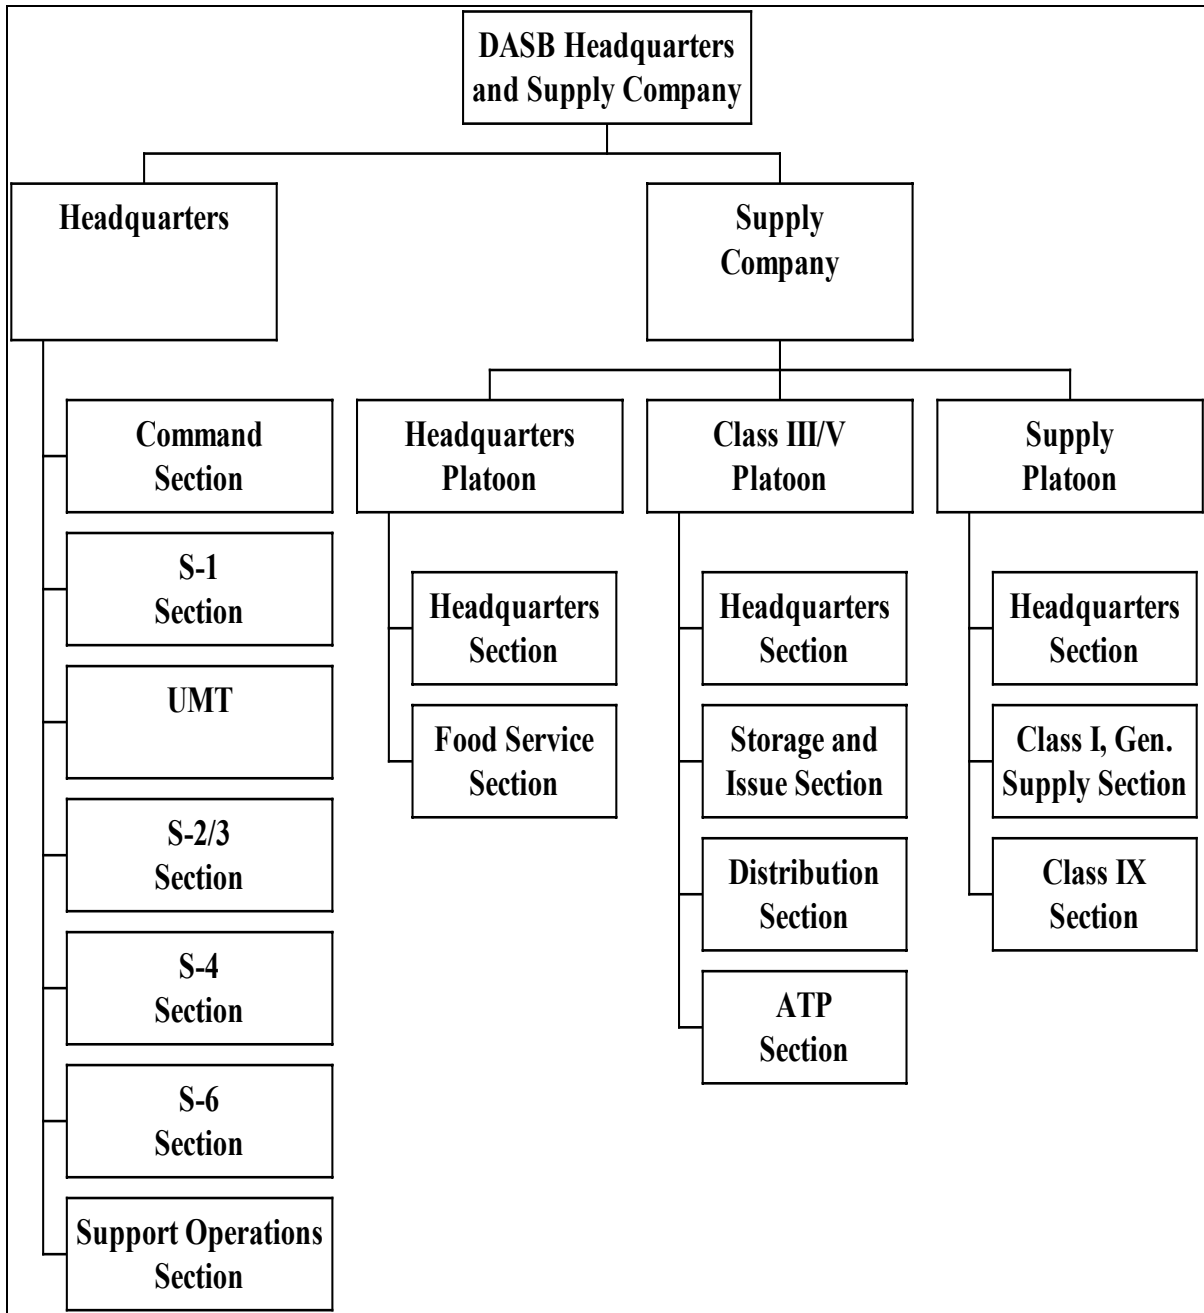 DASB Headquarters
and Supply Company
Headquarters
Supply
Company
Command
Section
S-1
Section
UMT
S-2/3
Section
S-4
Section
S-6
Section
Support Operations
Section
Headquarters
Platoon
Headquarters
Section
Food Service
Section
Class III/V
Platoon
Headquarters
Section
Storage and
Issue Section
Distribution
Section
ATP
Section
Supply
Platoon
Headquarters
Section
Class I, Gen.
Supply Section
Class IX
Section